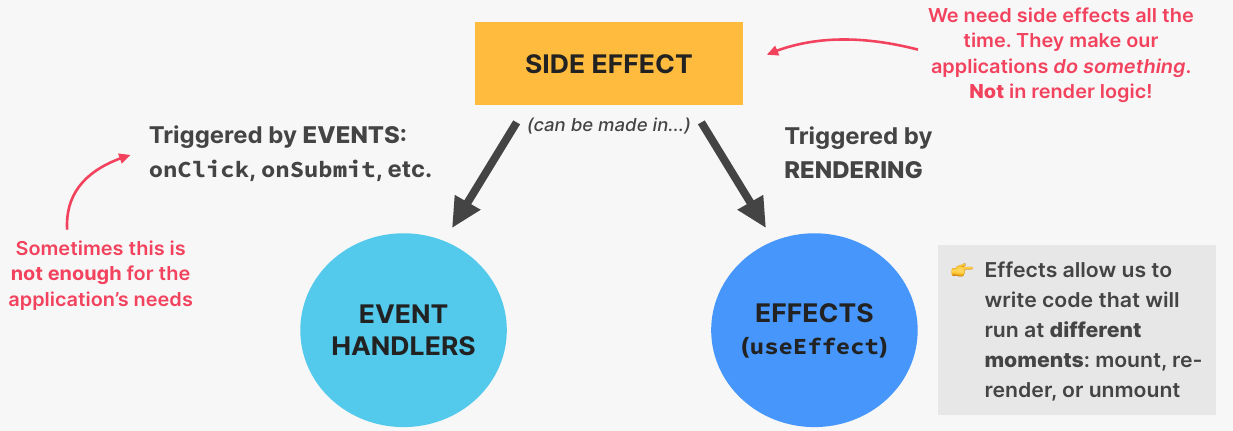 SIDE EFFECT
We need side effects all the
time. They make our
applications do something.
Not in render logic!
(can be made in...)
Triggered by EVENTS:
onClick, onSubmit, etc.
Triggered by
RENDERING
Sometimes this is
not enough for the
application’s needs
EVENT
HANDLERS
EFFECTS
(useEffect)
👉 Effects allow us to
write code that will
run at different
moments: mount, re-
render, or unmount